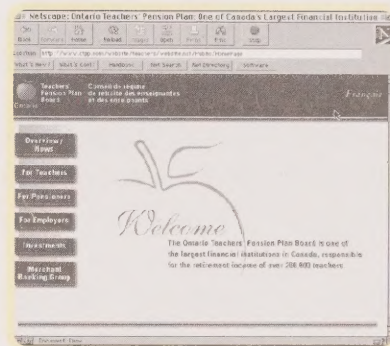 Netscape: Ontario Teachers' Pension Plan: One of Canada's Largest Financial Institution
Back Home Reload Open Print Stop
What's New! What's Cool! Handbook Net Search Net Directory Software
Teachers' Pension Plan Board
Conseil du régime de retraite des enseignantes et des enseignants
Ontario
Français
Overview/
News
For Teachers
For Pensioners
For Employers
Investments
Merchant
Banking Group
Welcome
The Ontario Teachers' Pension Plan Board is one of
the largest financial institutions in Canada, responsible
for the retirement income of over 200,000 teachers
Document: Done